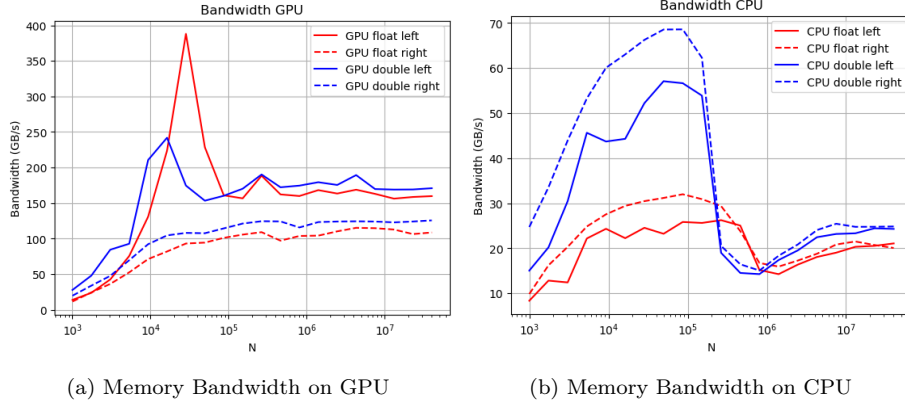 Bandwidth GPU
400
350
300
250
200
150
100
50
0
Bandwidth (GB/s)
10³
10⁴
10⁵
10⁶
10⁷
N
GPU float left
GPU float right
GPU double left
GPU double right
(a) Memory Bandwidth on GPU
Bandwidth CPU
70
60
50
40
30
20
10
Bandwidth (GB/s)
10³
10⁴
10⁵
10⁶
10⁷
N
CPU float left
CPU float right
CPU double left
CPU double right
(b) Memory Bandwidth on CPU